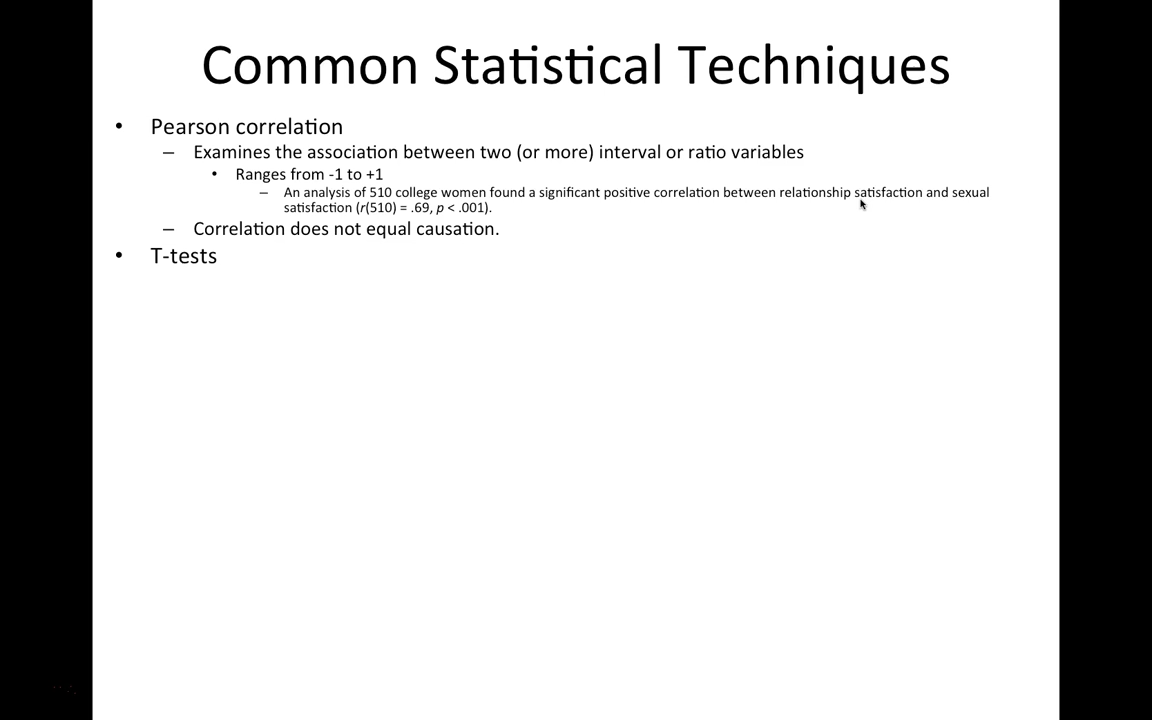 Common Statistical Techniques
• Pearson correlation
– Examines the association between two (or more) interval or ratio variables
• Ranges from -1 to +1
– An analysis of 510 college women found a significant positive correlation between relationship satisfaction and sexual
satisfaction (r(510) = .69, p < .001).
– Correlation does not equal causation.
• T-tests